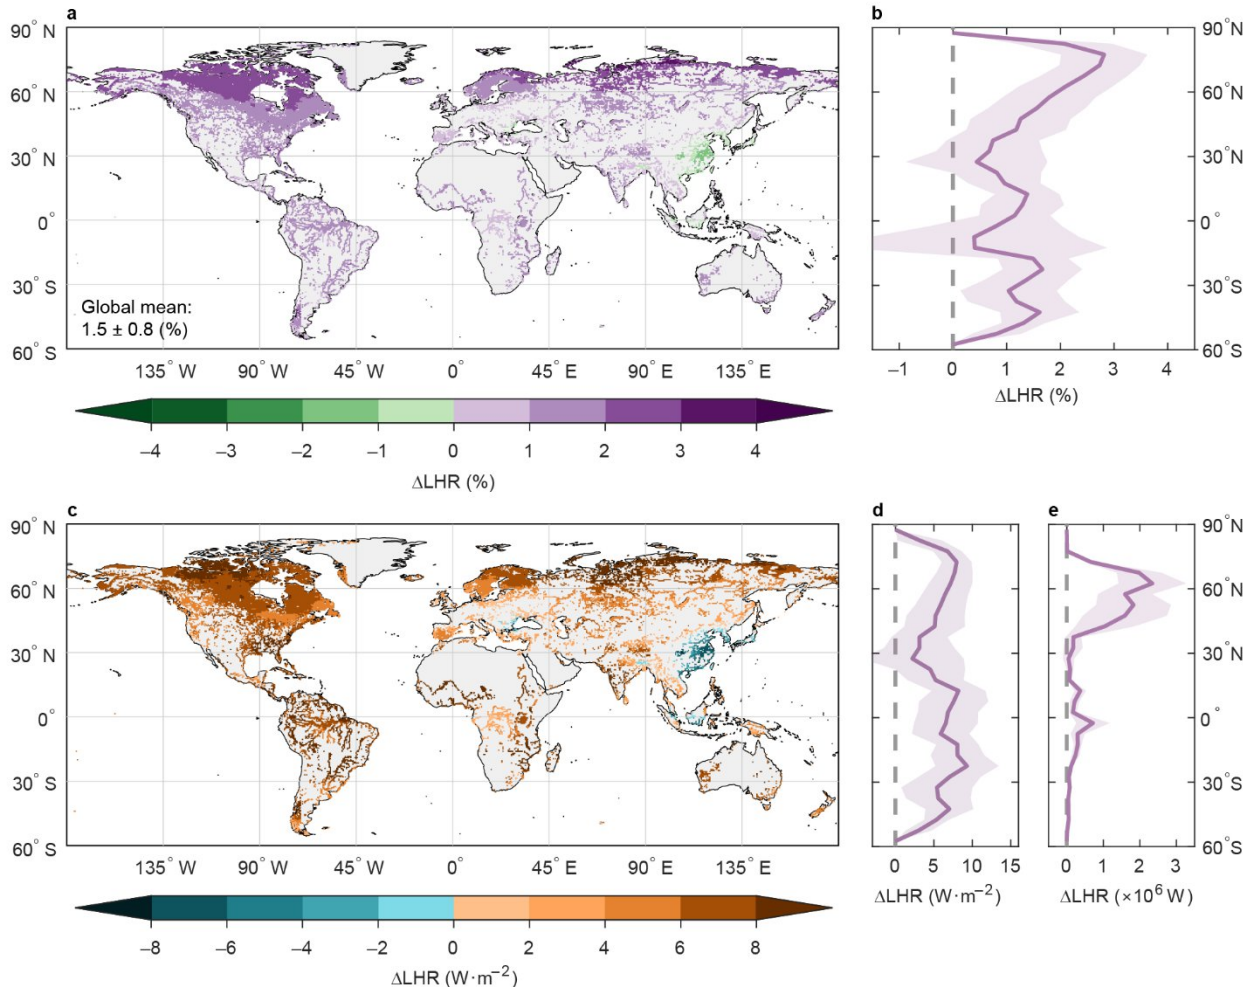 a
90° N
60° N
30° N
0°
30° S
60° S
Global mean:
1.5 ± 0.8 (%)
135° W
90° W
45° W
0°
45° E
90° E
135° E
−4
−3
−2
−1
0
1
2
3
4
ΔLHR (%)
b
90°N
60°N
30°N
0°
30°S
60°S
−1
0
1
2
3
4
ΔLHR (%)
c
90° N
60° N
30° N
0°
30° S
60° S
135° W
90° W
45° W
0°
45° E
90° E
135° E
−8
−6
−4
−2
0
2
4
6
8
ΔLHR (W·m⁻²)
d
0
5
10
15
ΔLHR (W·m⁻²)
e
90°N
60°N
30°N
0°
30°S
60°S
0
1
2
3
ΔLHR (×10⁶ W)